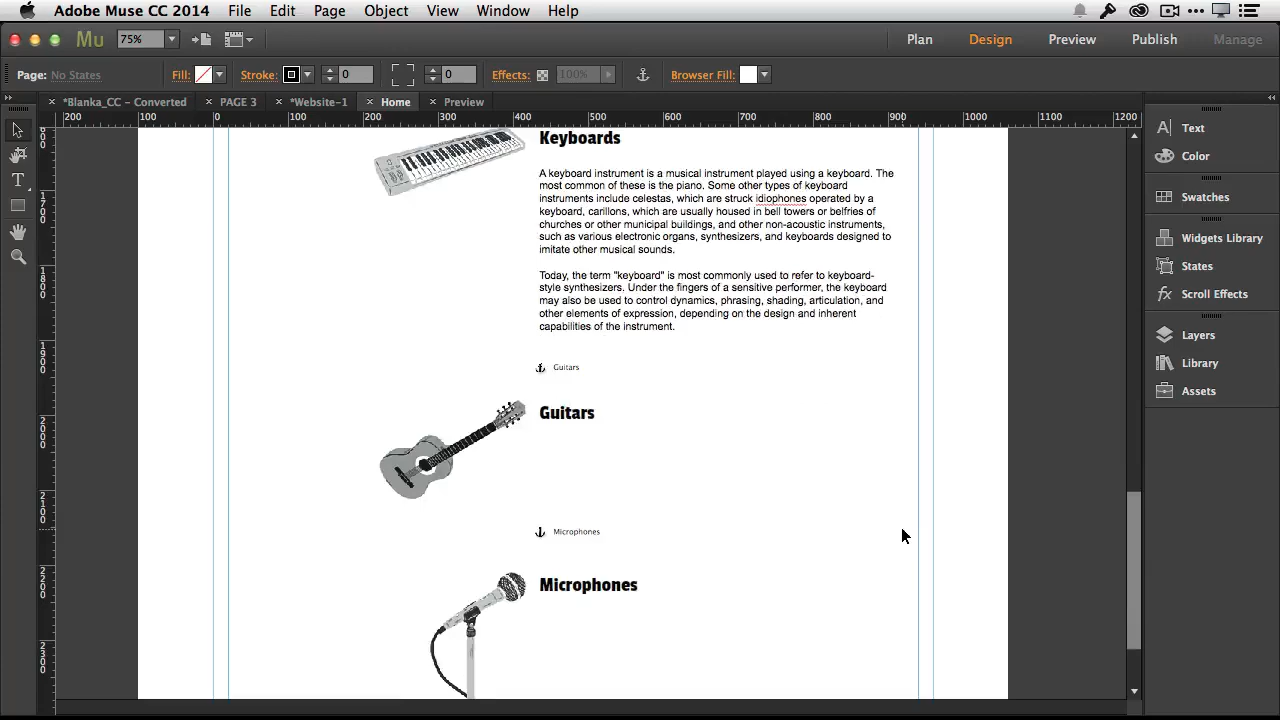 Adobe Muse CC 2014 File Edit Page Object View Window Help
Mu 75% Plan Design Preview Publish Manage
Page: No States Fill: Stroke: 0 0 Effects: 100% Browser Fill:
*Blanka_CC - Converted PAGE 3 *Website-1 Home Preview
200 100 0 100 200 300 400 500 600 700 800 900 1000 1100 1200
1700
1800
1900
2000
2100
2200
2300
Keyboards
A keyboard instrument is a musical instrument played using a keyboard. The
most common of these is the piano. Some other types of keyboard
instruments include celestas, which are struck idiophones operated by a
keyboard, carillons, which are usually housed in bell towers or belfries of
churches or other municipal buildings, and other non-acoustic instruments,
such as various electronic organs, synthesizers, and keyboards designed to
imitate other musical sounds.
Today, the term "keyboard" is most commonly used to refer to keyboard-
style synthesizers. Under the fingers of a sensitive performer, the keyboard
may also be used to control dynamics, phrasing, shading, articulation, and
other elements of expression, depending on the design and inherent
capabilities of the instrument.
Guitars
Guitars
Microphones
Microphones
Text
Color
Swatches
Widgets Library
States
Scroll Effects
Layers
Library
Assets